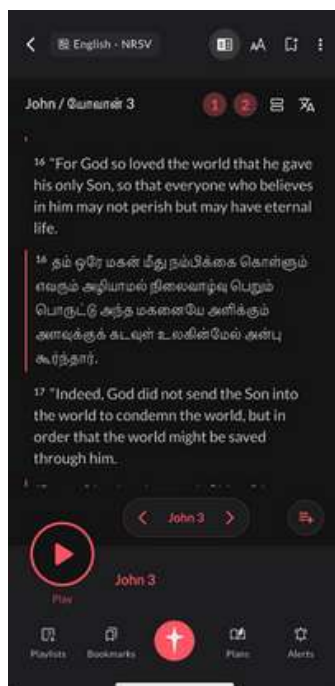 English - NRSV
AA
John / யோவான் 3
1 2
16 "For God so loved the world that he gave
his only Son, so that everyone who believes
in him may not perish but may have eternal
life.
16 தம் ஒரே மகன் மீது நம்பிக்கை கொள்ளும்
எவரும் அழியாமல் நிலைவாழ்வு பெறும்
பொருட்டு அந்த மகனையே அளிக்கும்
அளவுக்குக் கடவுள் உலகின்மேல் அன்பு
கூர்ந்தார்.
17 "Indeed, God did not send the Son into
the world to condemn the world, but in
order that the world might be saved
through him.
John 3
John 3
Play
Playlists Bookmarks Plans Alerts